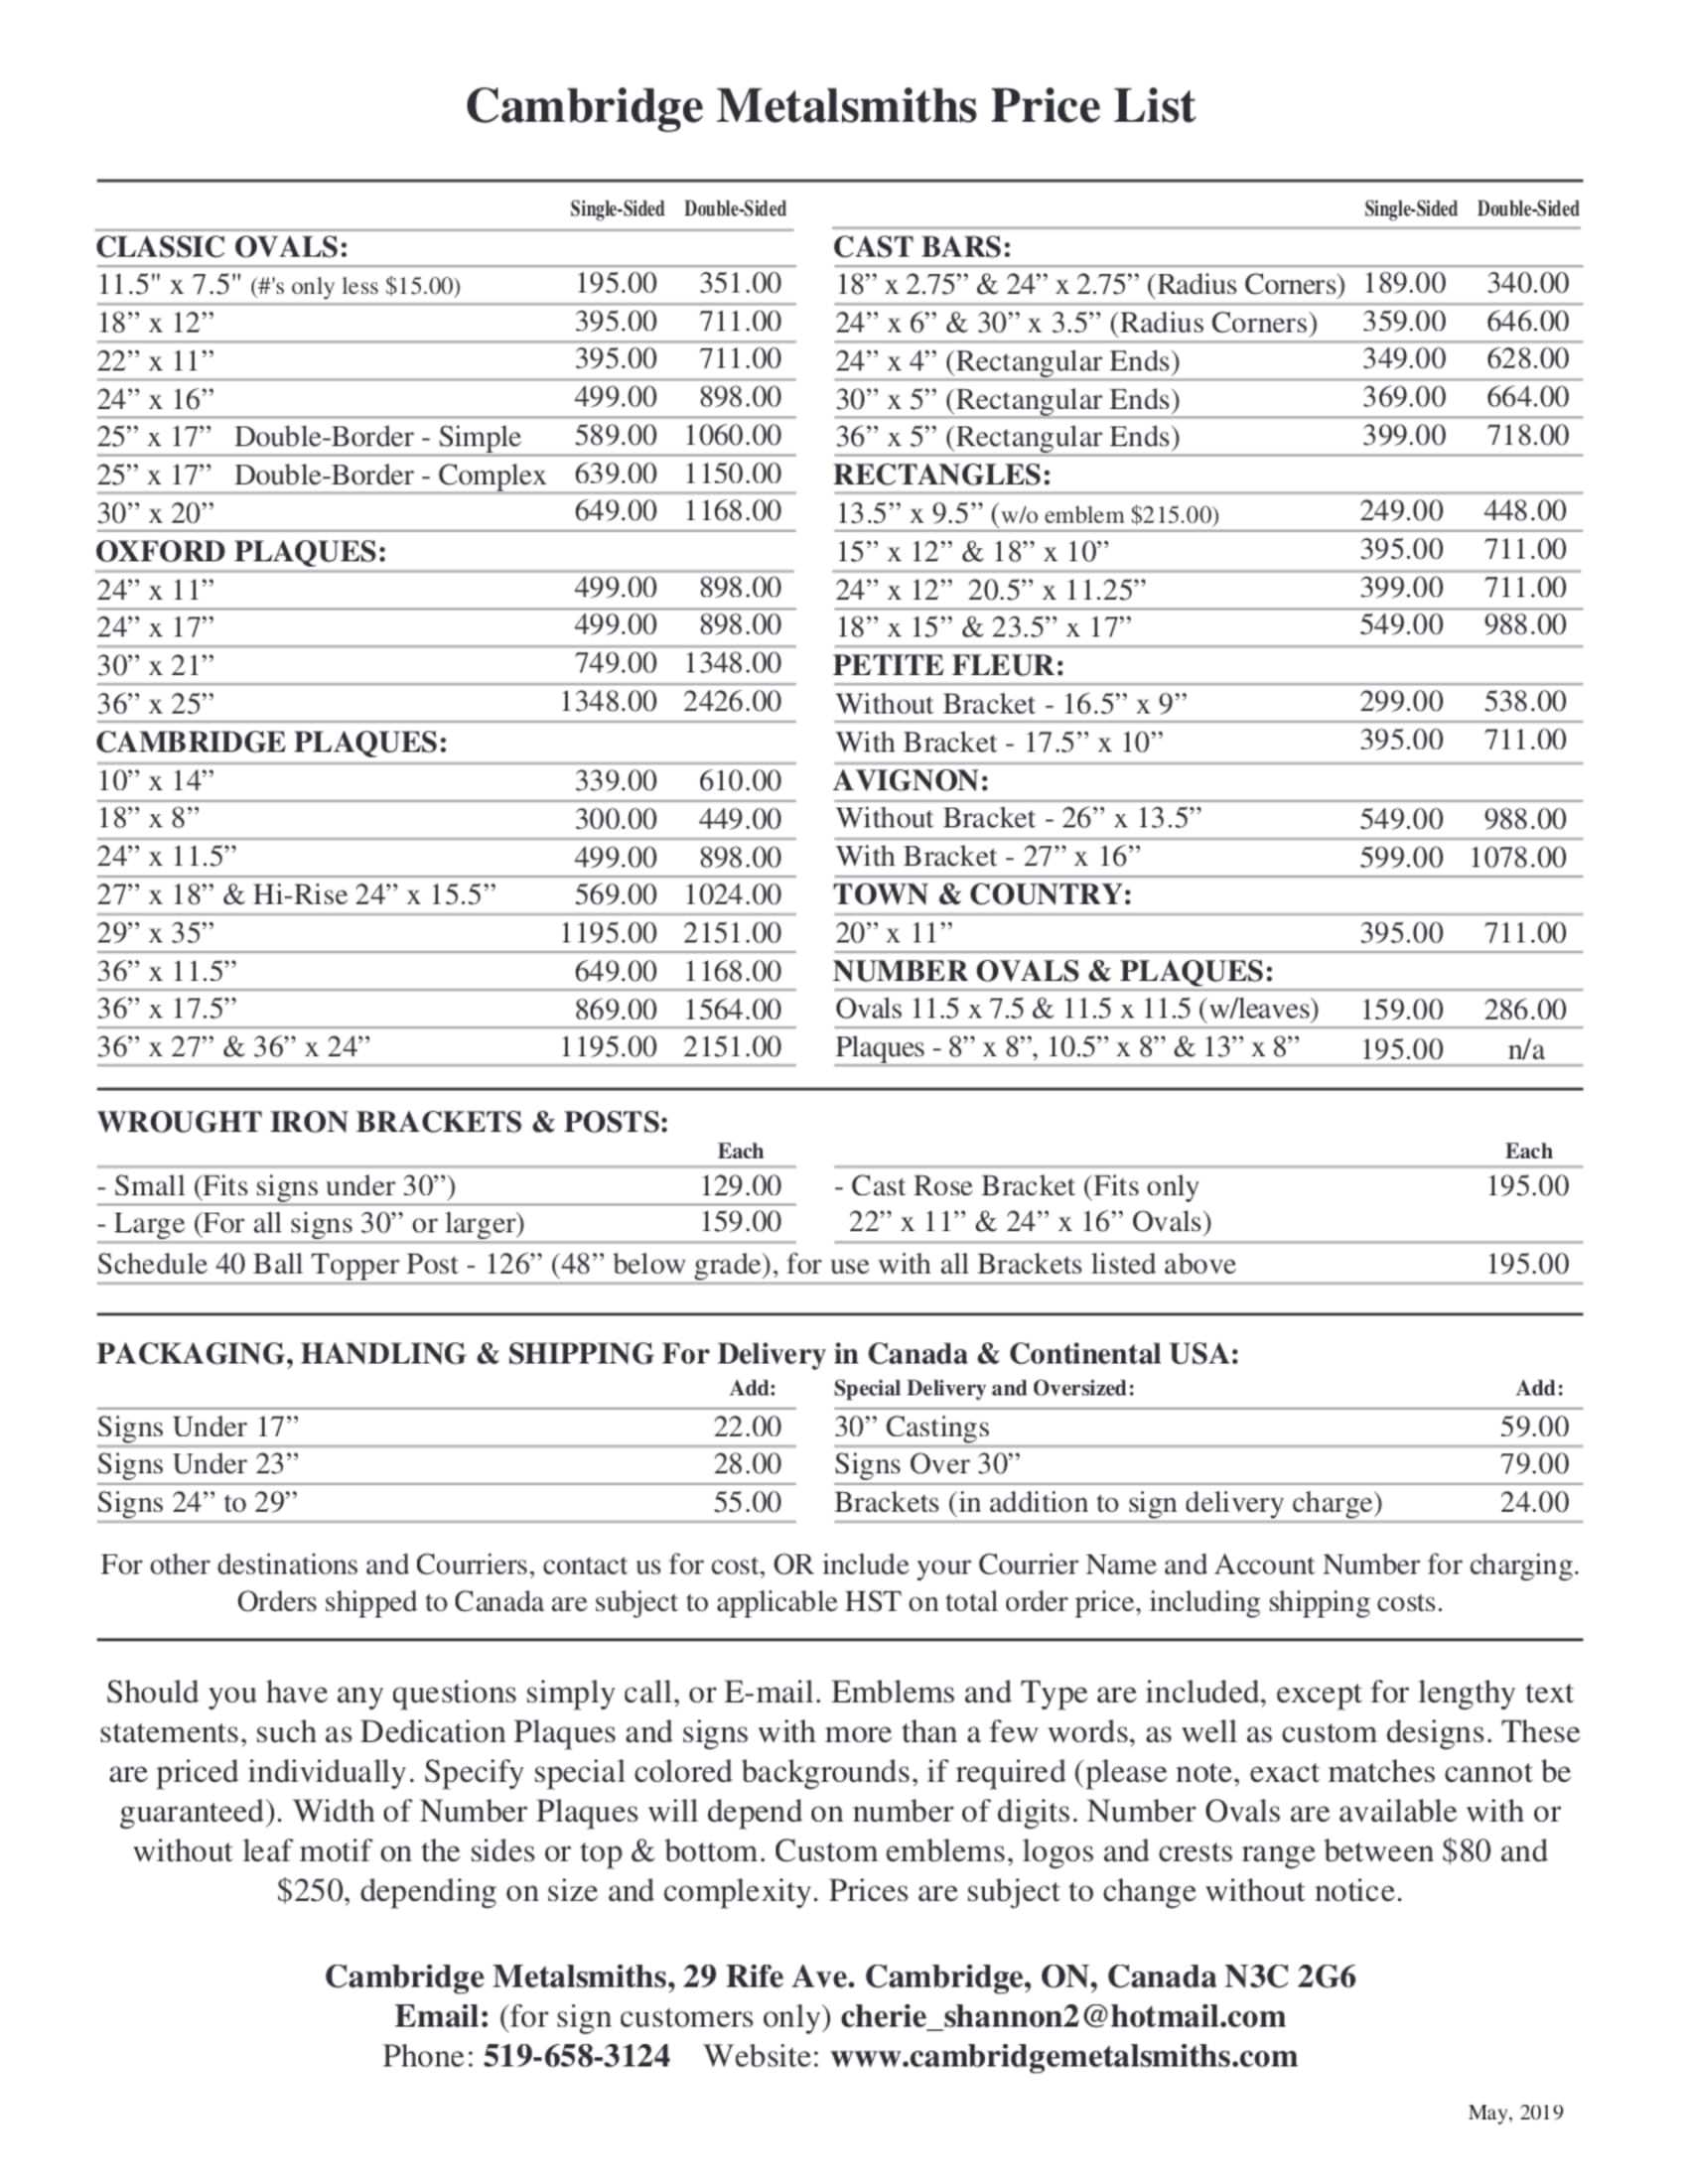 Cambridge Metalsmiths Price List
Single-Sided Double-Sided
CLASSIC OVALS:
11.5" x 7.5" (#'s only less $15.00) 195.00 351.00
18” x 12” 395.00 711.00
22” x 11” 395.00 711.00
24” x 16” 499.00 898.00
25” x 17” Double-Border - Simple 589.00 1060.00
25” x 17” Double-Border - Complex 639.00 1150.00
30” x 20” 649.00 1168.00
OXFORD PLAQUES:
24” x 11” 499.00 898.00
24” x 17” 499.00 898.00
30” x 21” 749.00 1348.00
36” x 25” 1348.00 2426.00
CAMBRIDGE PLAQUES:
10” x 14” 339.00 610.00
18” x 8” 300.00 449.00
24” x 11.5” 499.00 898.00
27” x 18” & Hi-Rise 24” x 15.5” 569.00 1024.00
29” x 35” 1195.00 2151.00
36” x 11.5” 649.00 1168.00
36” x 17.5” 869.00 1564.00
36” x 27” & 36” x 24” 1195.00 2151.00
Single-Sided Double-Sided
CAST BARS:
18” x 2.75” & 24” x 2.75” (Radius Corners) 189.00 340.00
24” x 6” & 30” x 3.5” (Radius Corners) 359.00 646.00
24” x 4” (Rectangular Ends) 349.00 628.00
30” x 5” (Rectangular Ends) 369.00 664.00
36” x 5” (Rectangular Ends) 399.00 718.00
RECTANGLES:
13.5” x 9.5” (w/o emblem $215.00) 249.00 448.00
15” x 12” & 18” x 10” 395.00 711.00
24” x 12” 20.5” x 11.25” 399.00 711.00
18” x 15” & 23.5” x 17” 549.00 988.00
PETITE FLEUR:
Without Bracket - 16.5” x 9” 299.00 538.00
With Bracket - 17.5” x 10” 395.00 711.00
AVIGNON:
Without Bracket - 26” x 13.5” 549.00 988.00
With Bracket - 27” x 16” 599.00 1078.00
TOWN & COUNTRY:
20” x 11” 395.00 711.00
NUMBER OVALS & PLAQUES:
Ovals 11.5 x 7.5 & 11.5 x 11.5 (w/leaves) 159.00 286.00
Plaques - 8” x 8”, 10.5” x 8” & 13” x 8” 195.00 n/a
WROUGHT IRON BRACKETS & POSTS:
Each
- Small (Fits signs under 30”) 129.00
- Large (For all signs 30” or larger) 159.00
Each
- Cast Rose Bracket (Fits only 195.00
22” x 11” & 24” x 16” Ovals)
Schedule 40 Ball Topper Post - 126” (48” below grade), for use with all Brackets listed above 195.00
PACKAGING, HANDLING & SHIPPING For Delivery in Canada & Continental USA:
Add:
Signs Under 17” 22.00
Signs Under 23” 28.00
Signs 24” to 29” 55.00
Special Delivery and Oversized: Add:
30” Castings 59.00
Signs Over 30” 79.00
Brackets (in addition to sign delivery charge) 24.00
For other destinations and Courriers, contact us for cost, OR include your Courrier Name and Account Number for charging.
Orders shipped to Canada are subject to applicable HST on total order price, including shipping costs.
Should you have any questions simply call, or E-mail. Emblems and Type are included, except for lengthy text
statements, such as Dedication Plaques and signs with more than a few words, as well as custom designs. These
are priced individually. Specify special colored backgrounds, if required (please note, exact matches cannot be
guaranteed). Width of Number Plaques will depend on number of digits. Number Ovals are available with or
without leaf motif on the sides or top & bottom. Custom emblems, logos and crests range between $80 and
$250, depending on size and complexity. Prices are subject to change without notice.
Cambridge Metalsmiths, 29 Rife Ave. Cambridge, ON, Canada N3C 2G6
Email: (for sign customers only) cherie_shannon2@hotmail.com
Phone: 519-658-3124 Website: www.cambridgemetalsmiths.com
May, 2019